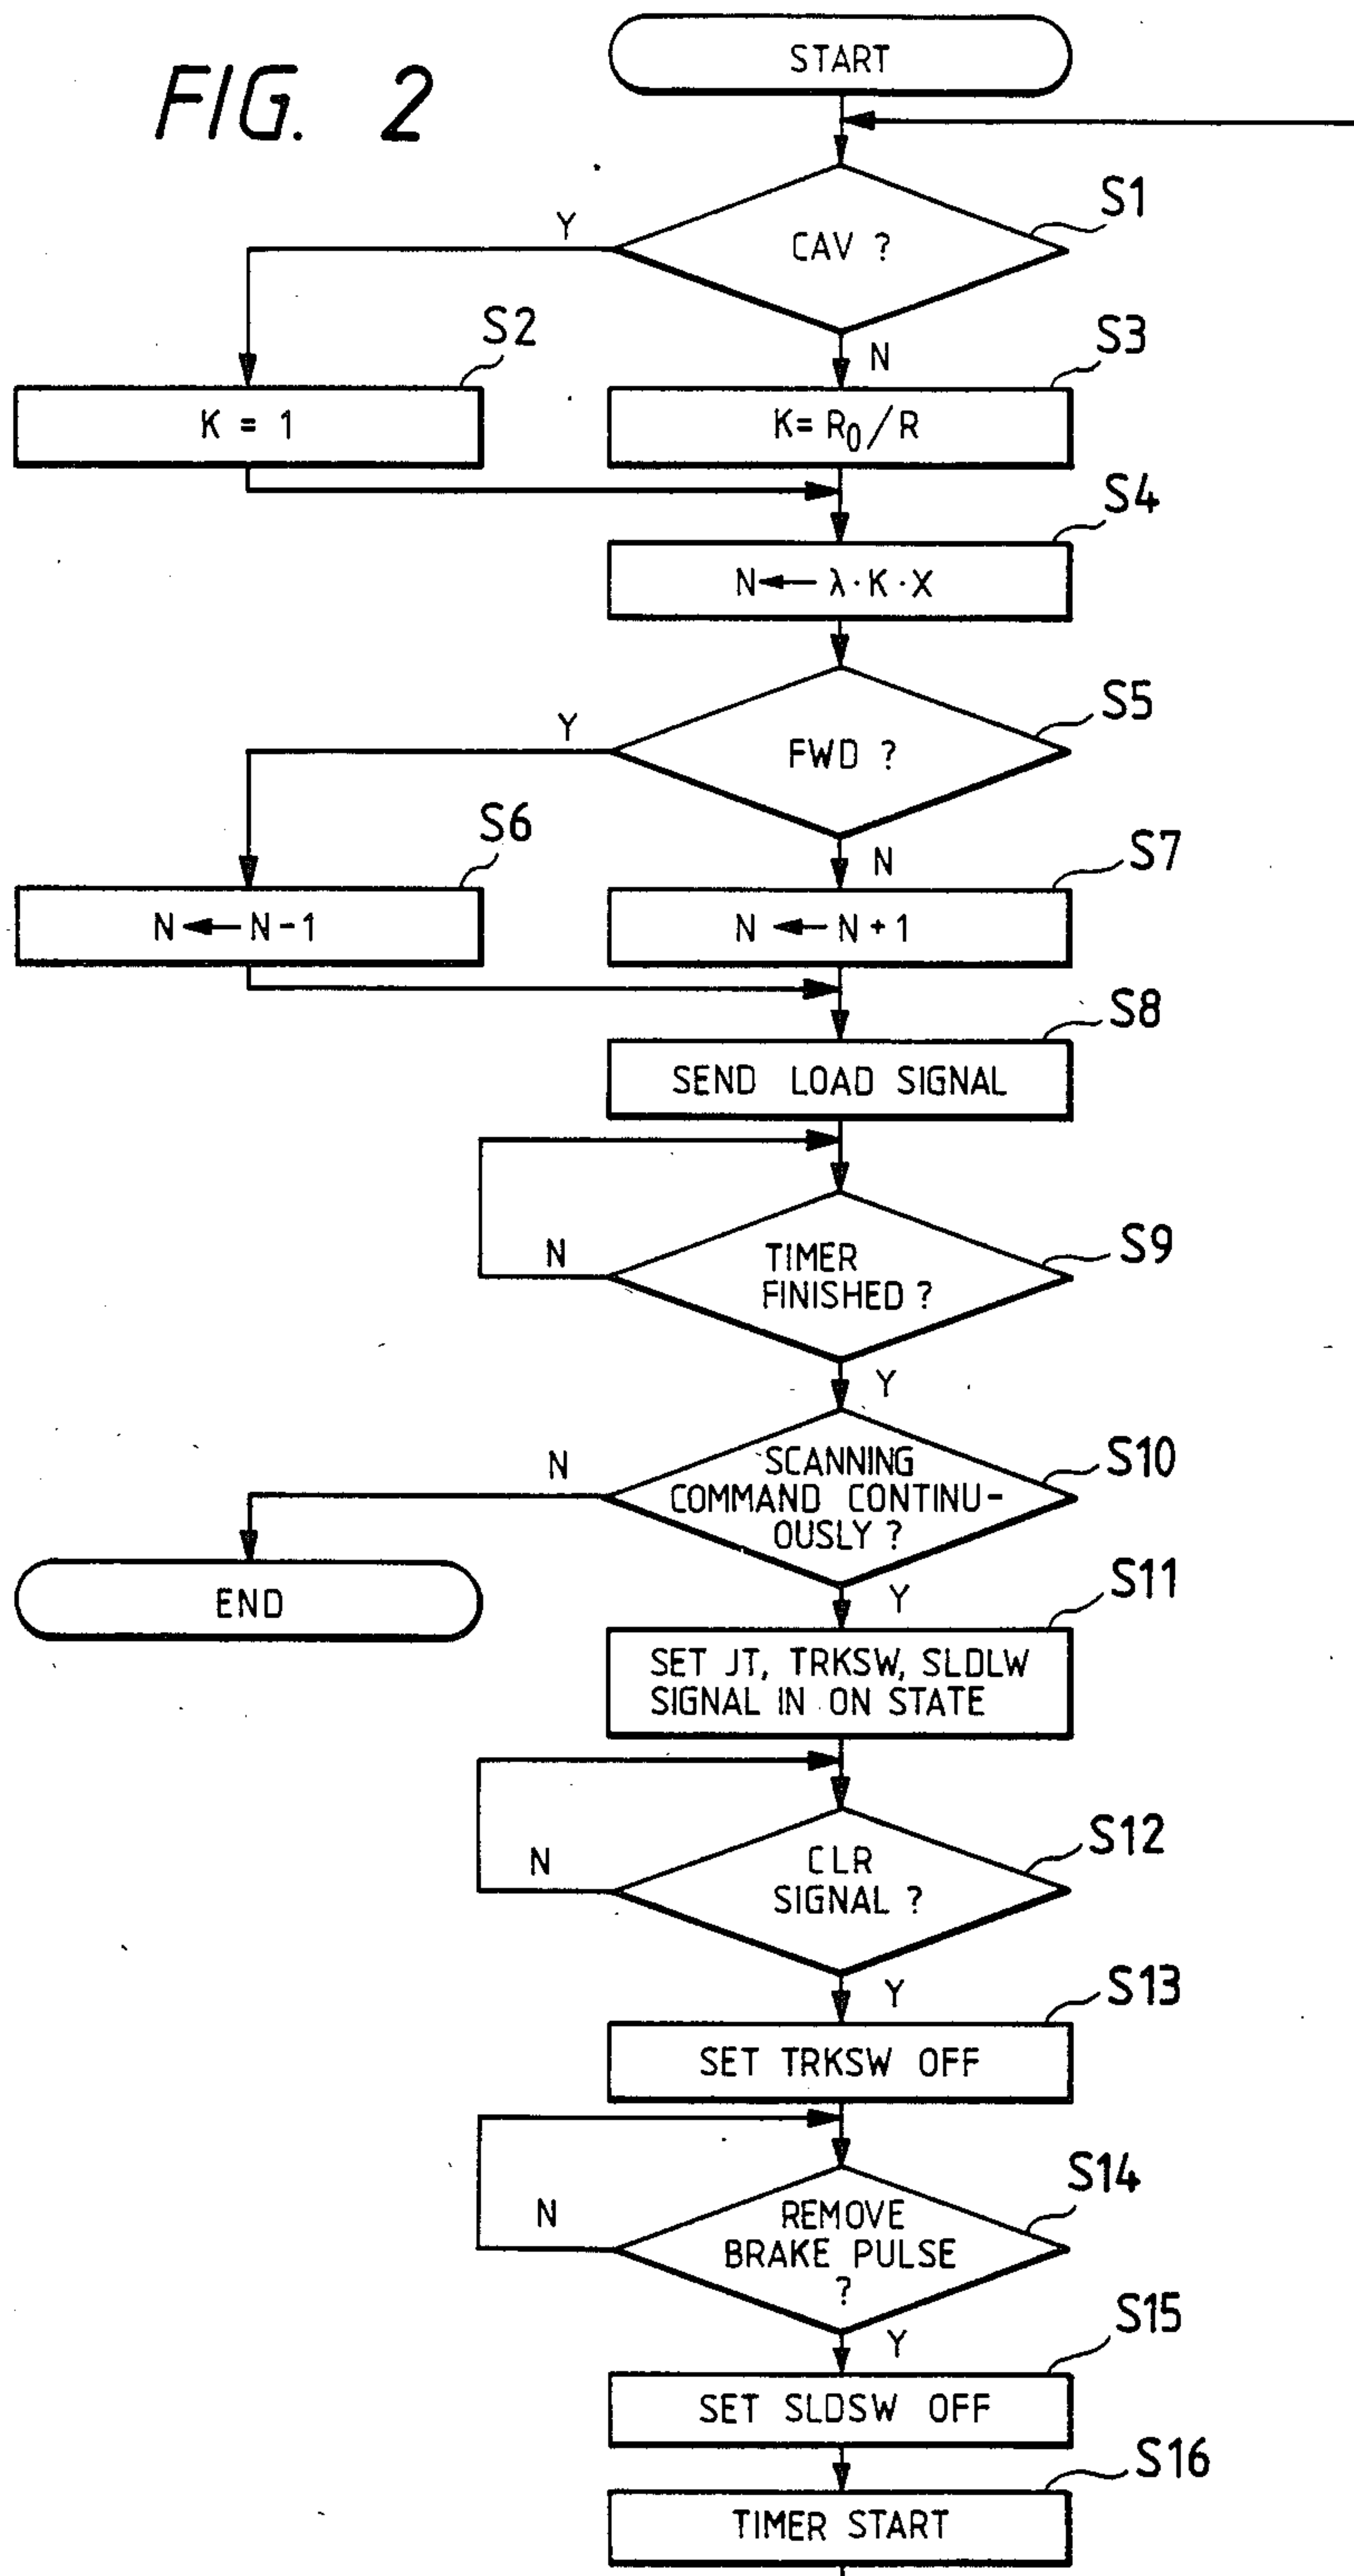 FIG. 2
START
S1
Y
CAV ?
N
S2
S3
K = 1
K = R₀/R
S4
N ← λ · K · X
S5
Y
FWD ?
N
S6
S7
N ← N - 1
N ← N + 1
S8
SEND LOAD SIGNAL
S9
N
TIMER
FINISHED ?
Y
S10
N
SCANNING
COMMAND CONTINU-
OUSLY ?
END
Y
S11
SET JT, TRKSW, SLDLW
SIGNAL IN ON STATE
S12
N
CLR
SIGNAL ?
Y
S13
SET TRKSW OFF
S14
N
REMOVE
BRAKE PULSE
?
Y
S15
SET SLDSW OFF
S16
TIMER START